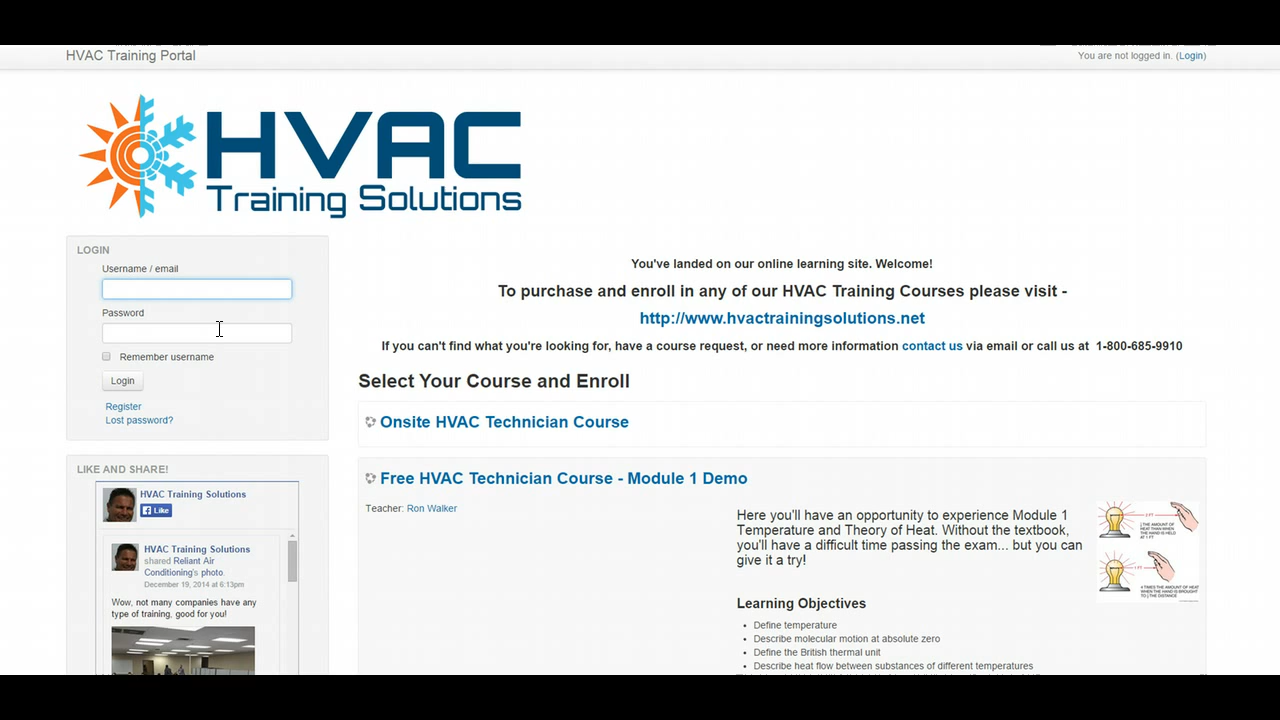 HVAC Training Portal
You are not logged in. (Login)
HVAC
Training Solutions
LOGIN
Username / email
Password
Remember username
Login
Register
Lost password?
LIKE AND SHARE!
HVAC Training Solutions
Like
HVAC Training Solutions
shared Reliant Air
Conditioning's photo.
December 19, 2014 at 6:13pm
Wow, not many companies have any
type of training, good for you!
You've landed on our online learning site. Welcome!
To purchase and enroll in any of our HVAC Training Courses please visit -
http://www.hvactrainingsolutions.net
If you can't find what you're looking for, have a course request, or need more information contact us via email or call us at 1-800-685-9910
Select Your Course and Enroll
Onsite HVAC Technician Course
Free HVAC Technician Course - Module 1 Demo
Teacher: Ron Walker
Here you'll have an opportunity to experience Module 1
Temperature and Theory of Heat. Without the textbook,
you'll have a difficult time passing the exam... but you can
give it a try!
Learning Objectives
Define temperature
Describe molecular motion at absolute zero
Define the British thermal unit
Describe heat flow between substances of different temperatures